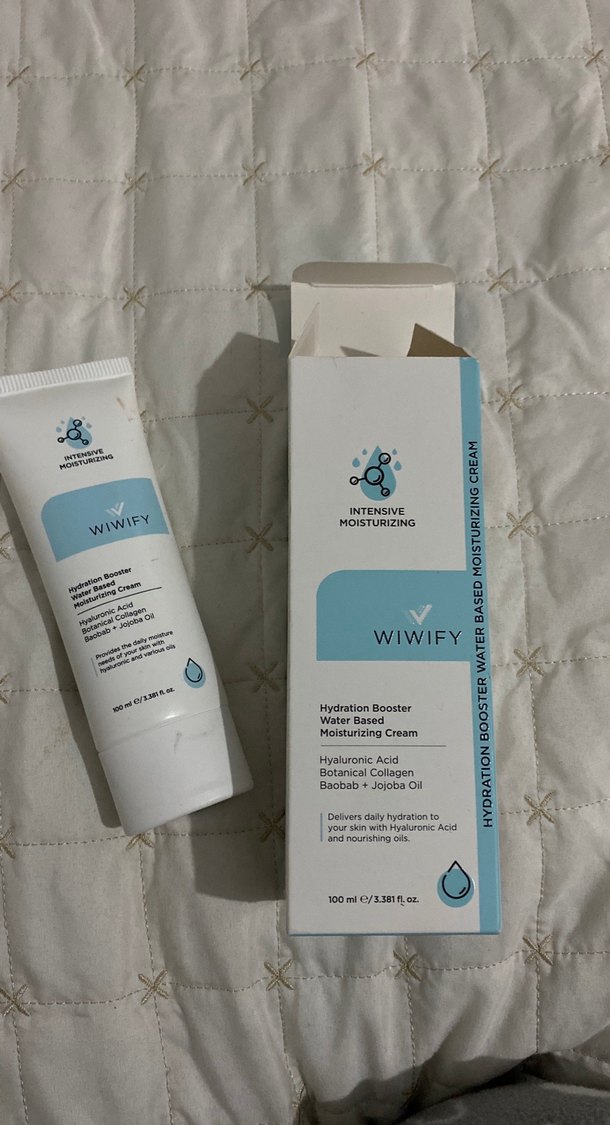 INTENSIVE
MOISTURIZING
WIWIFY
Hydration Booster
Water Based
Moisturizing Cream
Hyaluronic Acid
Botanical Collagen
Baobab + Jojoba Oil
Provides the daily moisture
needs of your skin with
hyaluronic and various oils
100 ml ℮/3.381 fl. oz.
INTENSIVE
MOISTURIZING
WIWIFY
Hydration Booster
Water Based
Moisturizing Cream
Hyaluronic Acid
Botanical Collagen
Baobab + Jojoba Oil
Delivers daily hydration to
your skin with Hyaluronic Acid
and nourishing oils.
100 ml ℮/3.381 fl. oz.
HYDRATION BOOSTER WATER BASED MOISTURIZING CREAM